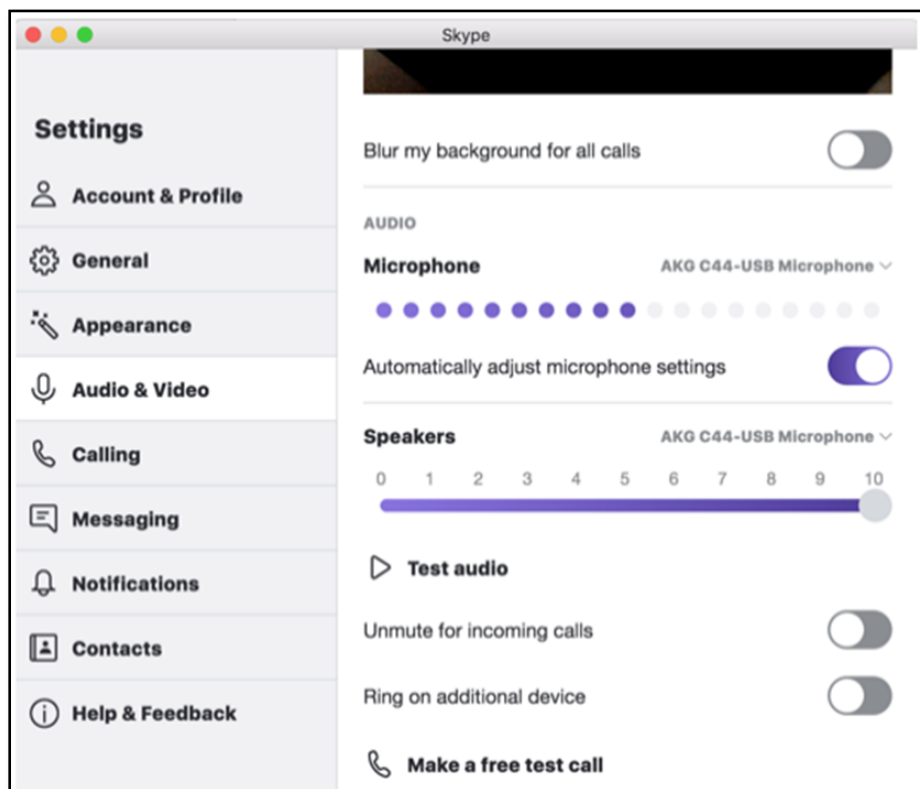 Skype
Settings
Account & Profile
General
Appearance
Audio & Video
Calling
Messaging
Notifications
Contacts
Help & Feedback
Blur my background for all calls
AUDIO
Microphone AKG C44-USB Microphone
Automatically adjust microphone settings
Speakers AKG C44-USB Microphone
0 1 2 3 4 5 6 7 8 9 10
Test audio
Unmute for incoming calls
Ring on additional device
Make a free test call